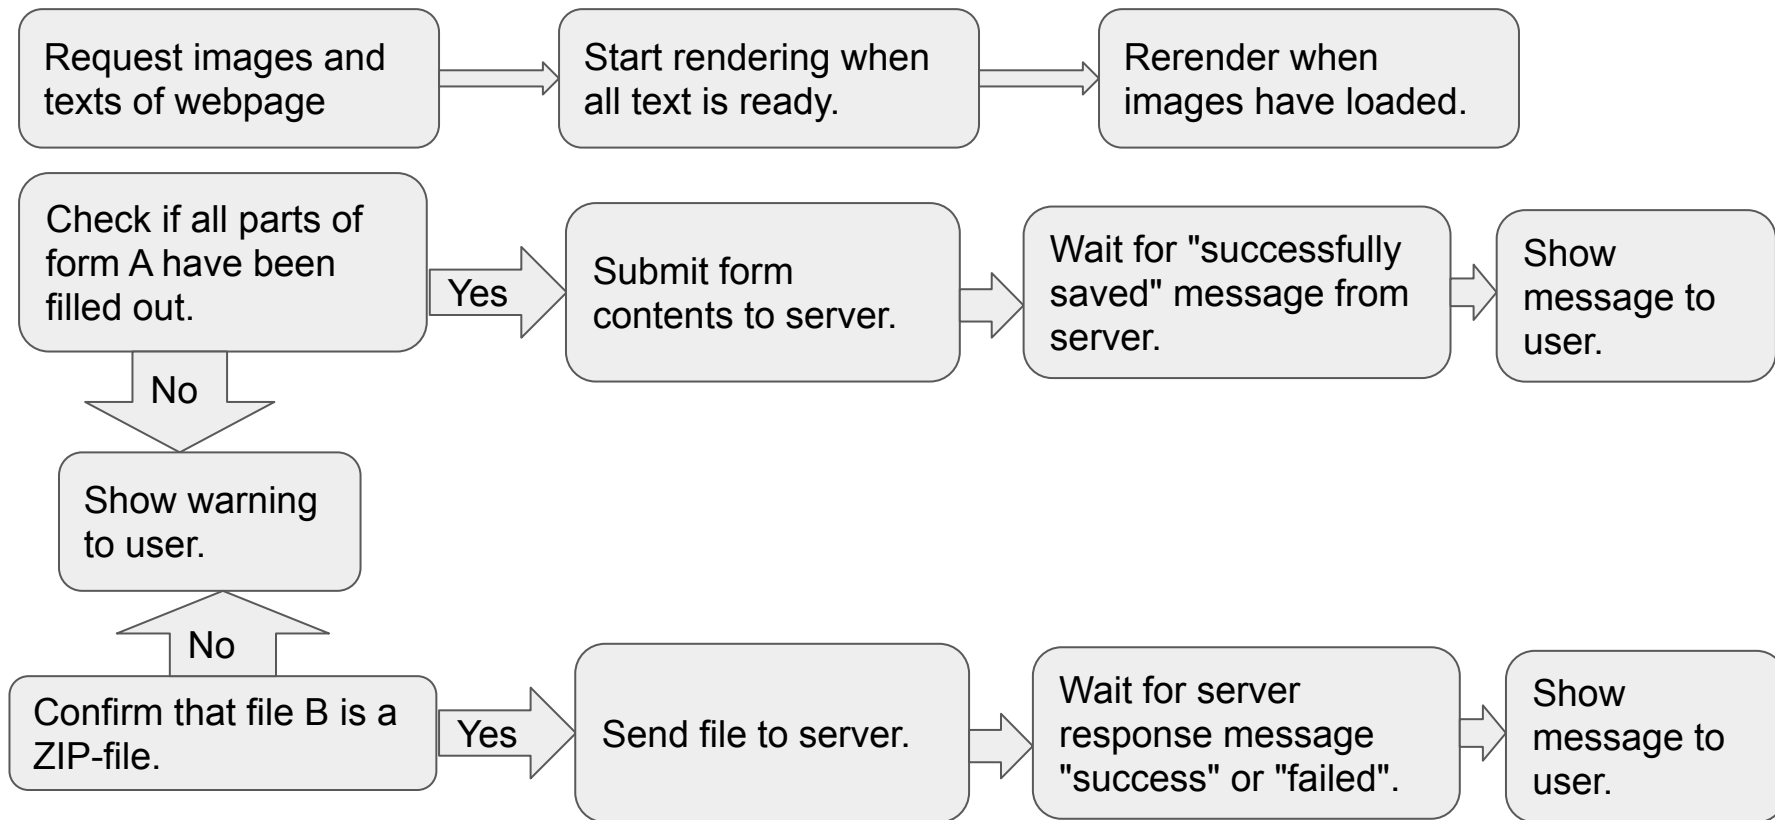 Request images and
texts of webpage
Start rendering when
all text is ready.
Rerender when
images have loaded.
Check if all parts of
form A have been
filled out.
Yes
Submit form
contents to server.
Wait for "successfully
saved" message from
server.
Show
message to
user.
No
Show warning
to user.
No
Confirm that file B is a
ZIP-file.
Yes
Send file to server.
Wait for server
response message
"success" or "failed".
Show
message to
user.